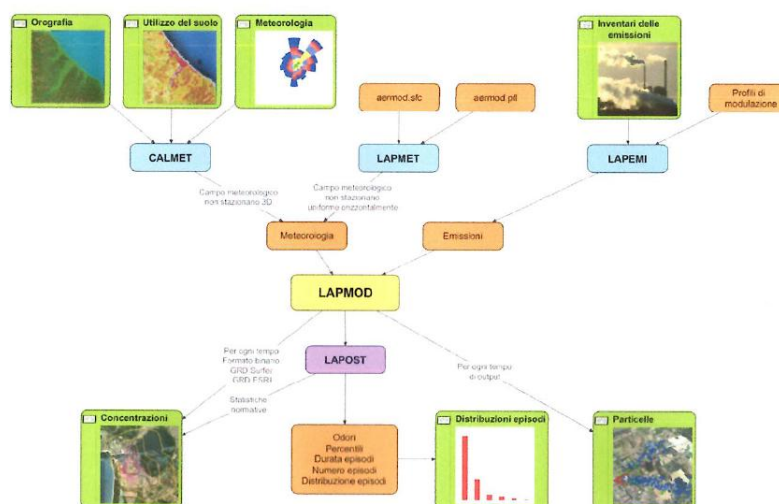 Orografia
Utilizzo del suolo
Meteorologia
Inventari delle
emissioni
aermod.sfc
aermod.pfl
Profili di
modulazione
CALMET
LAPMET
LAPEMI
Campo meteorologico
non stazionario 3D
Campo meteorologico
non stazionario
uniforme orizzontalmente
Meteorologia
Emissioni
LAPMOD
Per ogni tempo
Formato binario
GRD Surfer
GRD ESRI
LAPOST
Per ogni tempo
di output
Statistiche
normative
Concentrazioni
Odori
Percentili
Durata episodi
Numero episodi
Distribuzione episodi
Distribuzioni episodi
Particelle